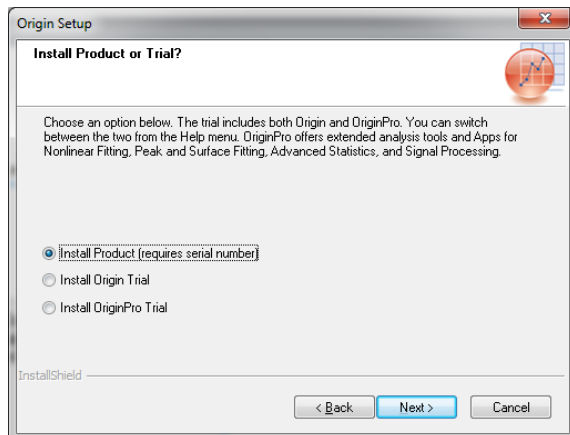 Origin Setup
Install Product or Trial?
Choose an option below. The trial includes both Origin and OriginPro. You can switch
between the two from the Help menu. OriginPro offers extended analysis tools and Apps for
Nonlinear Fitting, Peak and Surface Fitting, Advanced Statistics, and Signal Processing.
Install Product (requires serial number)
Install Origin Trial
Install OriginPro Trial
InstallShield
< Back Next > Cancel